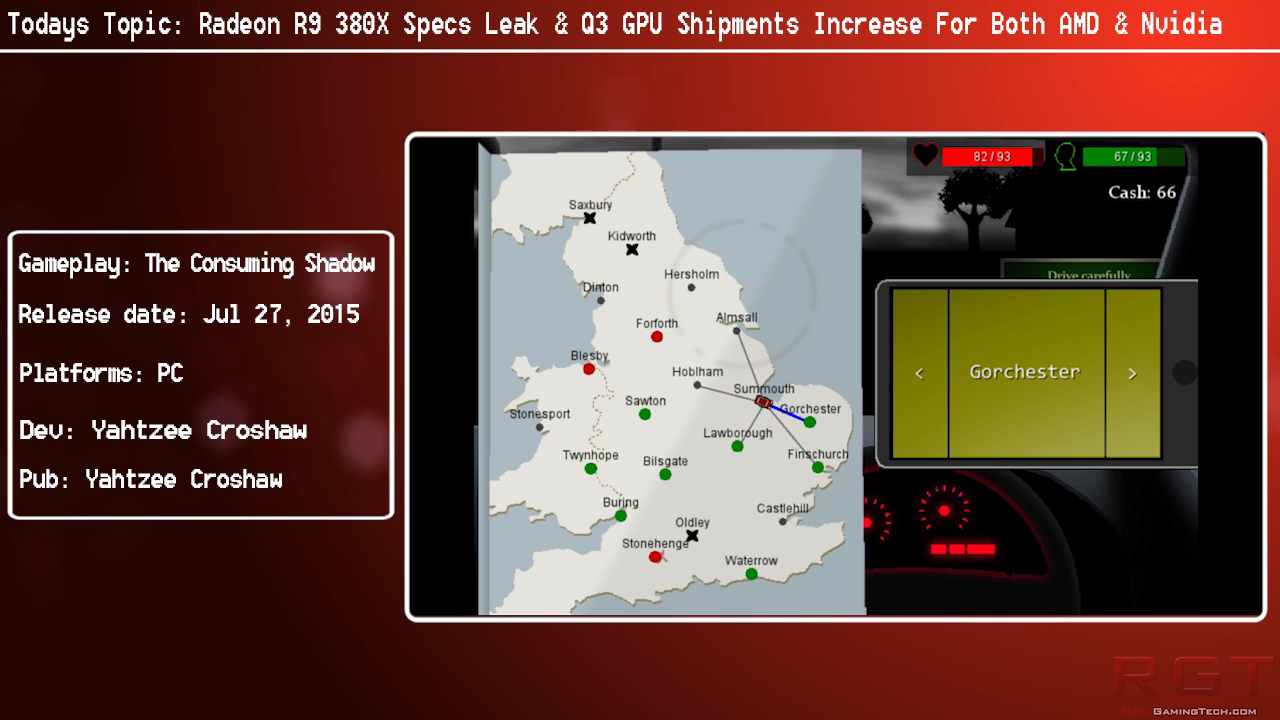 Todays Topic: Radeon R9 380X Specs Leak & Q3 GPU Shipments Increase For Both AMD & Nvidia
Gameplay: The Consuming Shadow
Release date: Jul 27, 2015
Platforms: PC
Dev: Yahtzee Croshaw
Pub: Yahtzee Croshaw
82 / 93
67 / 93
Cash: 66
Drive carefully
Saxbury
Kidworth
Hersholm
Dinton
Almsall
Forforth
Blesby
Hoblham
Summouth
Sawton
Gorchester
Stonesport
Lawborough
Twynhope
Bilsgate
Finschurch
Buring
Castlehill
Oldley
Stonehenge
Waterrow
< Gorchester >
RGT
RedGamingTech.com